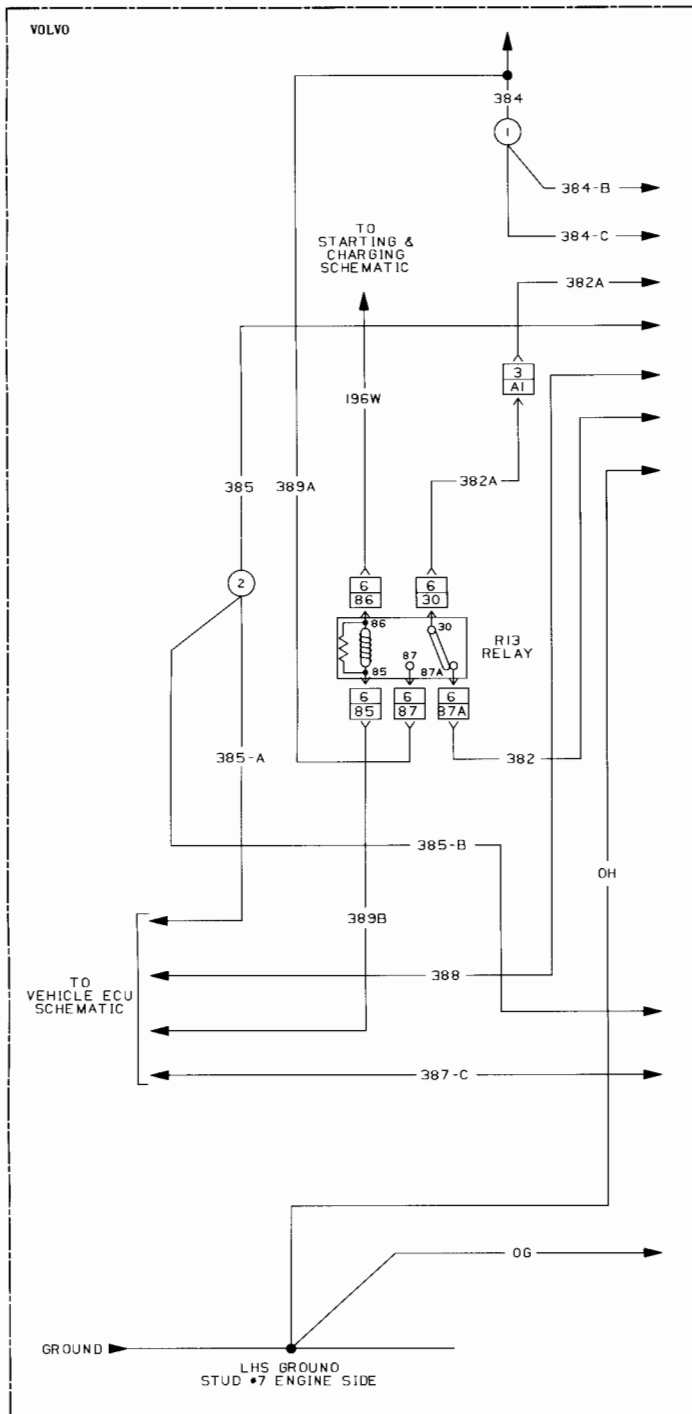 VOLVO
384
1
384-B
384-C
TO
STARTING &
CHARGING
SCHEMATIC
382A
3
A1
196W
385
389A
382A
2
6
86
6
30
86
30
R13
RELAY
87
85
87A
6
85
6
87
6
87A
385-A
382
385-B
OH
389B
TO
VEHICLE ECU
SCHEMATIC
388
387-C
OG
GROUND
LHS GROUND
STUD #7 ENGINE SIDE